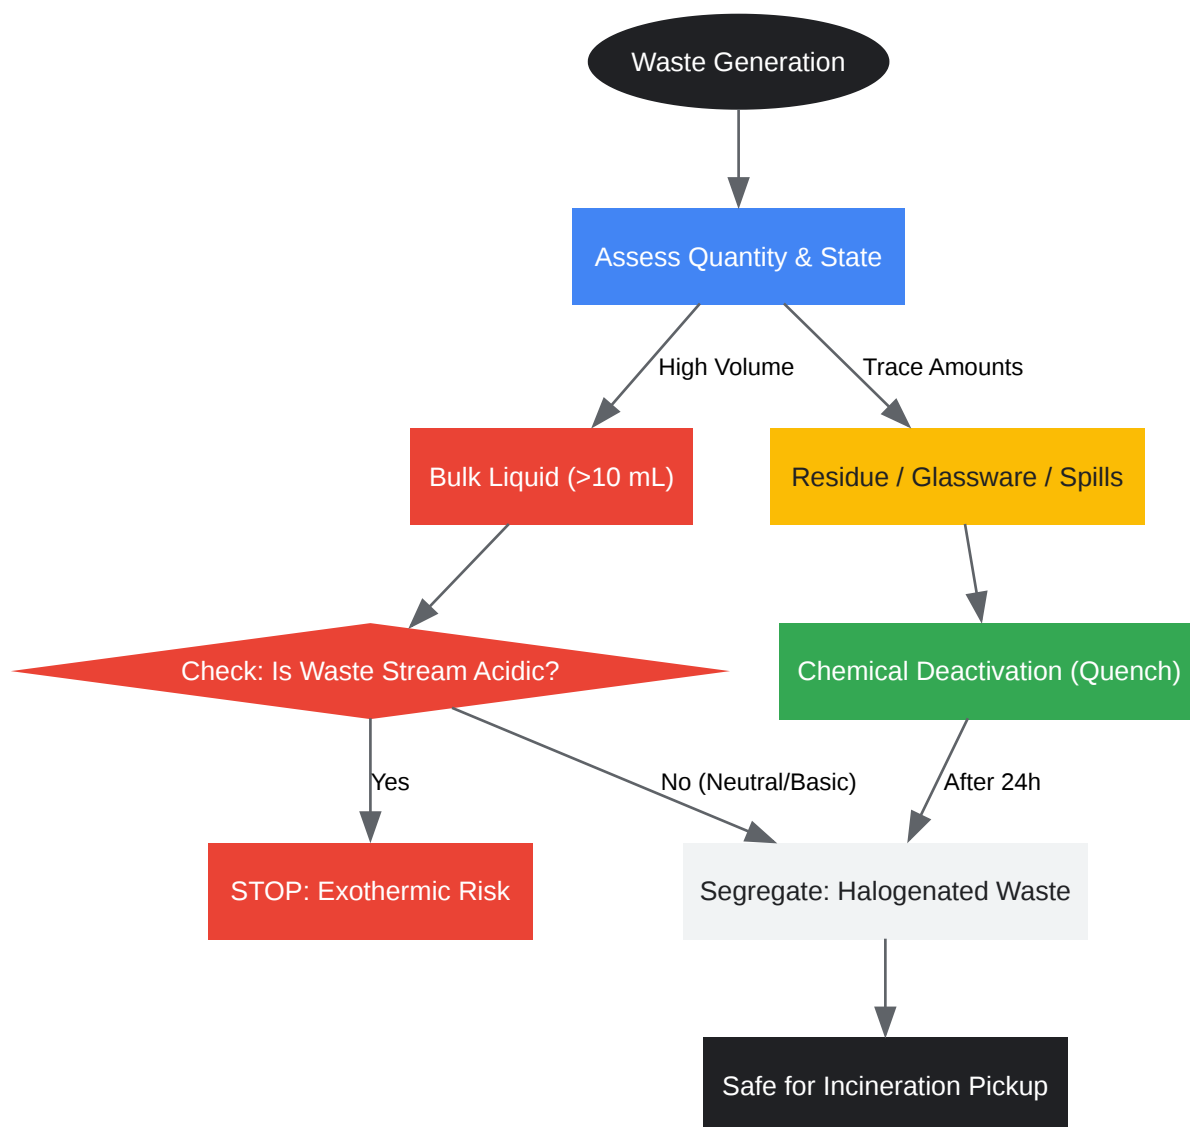 Waste Generation
Assess Quantity & State
High Volume
Trace Amounts
Bulk Liquid (>10 mL)
Residue / Glassware / Spills
Check: Is Waste Stream Acidic?
Chemical Deactivation (Quench)
Yes
No (Neutral/Basic)
After 24h
STOP: Exothermic Risk
Segregate: Halogenated Waste
Safe for Incineration Pickup